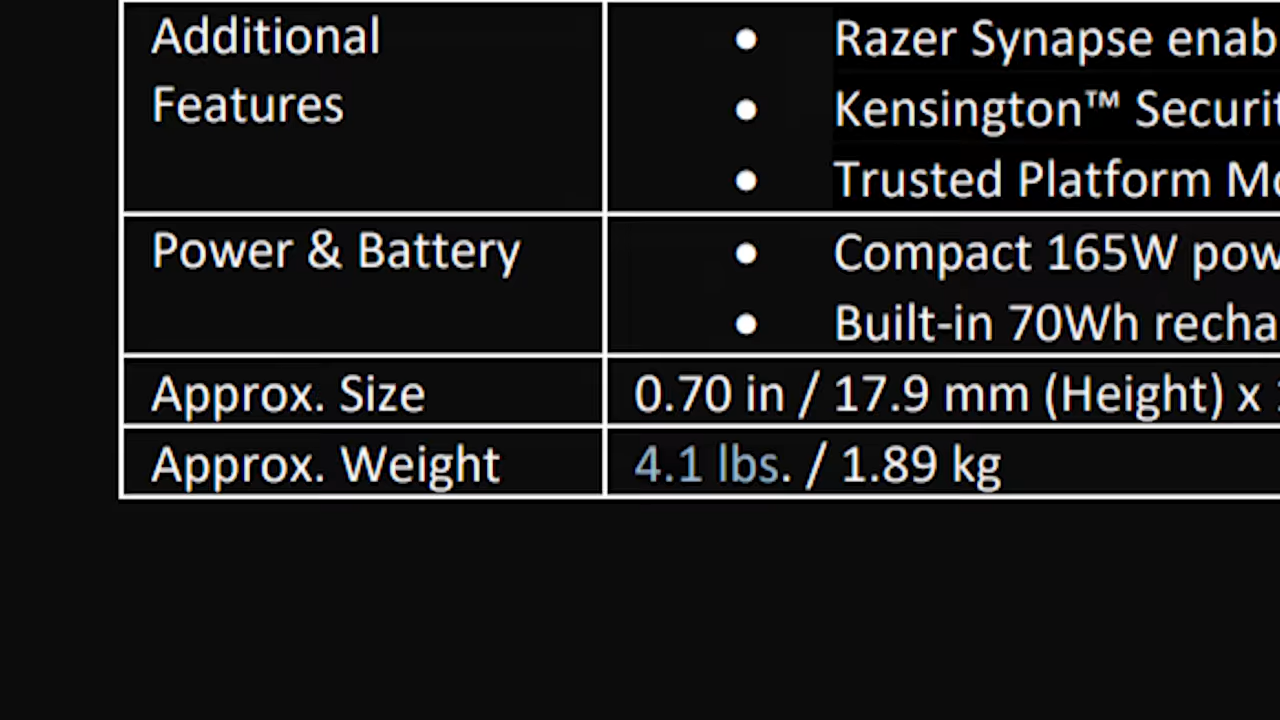 Additional
Features
• Razer Synapse enab
• Kensington™ Securit
• Trusted Platform Mo
Power & Battery
• Compact 165W pow
• Built-in 70Wh recha
Approx. Size
0.70 in / 17.9 mm (Height) x
Approx. Weight
4.1 lbs. / 1.89 kg